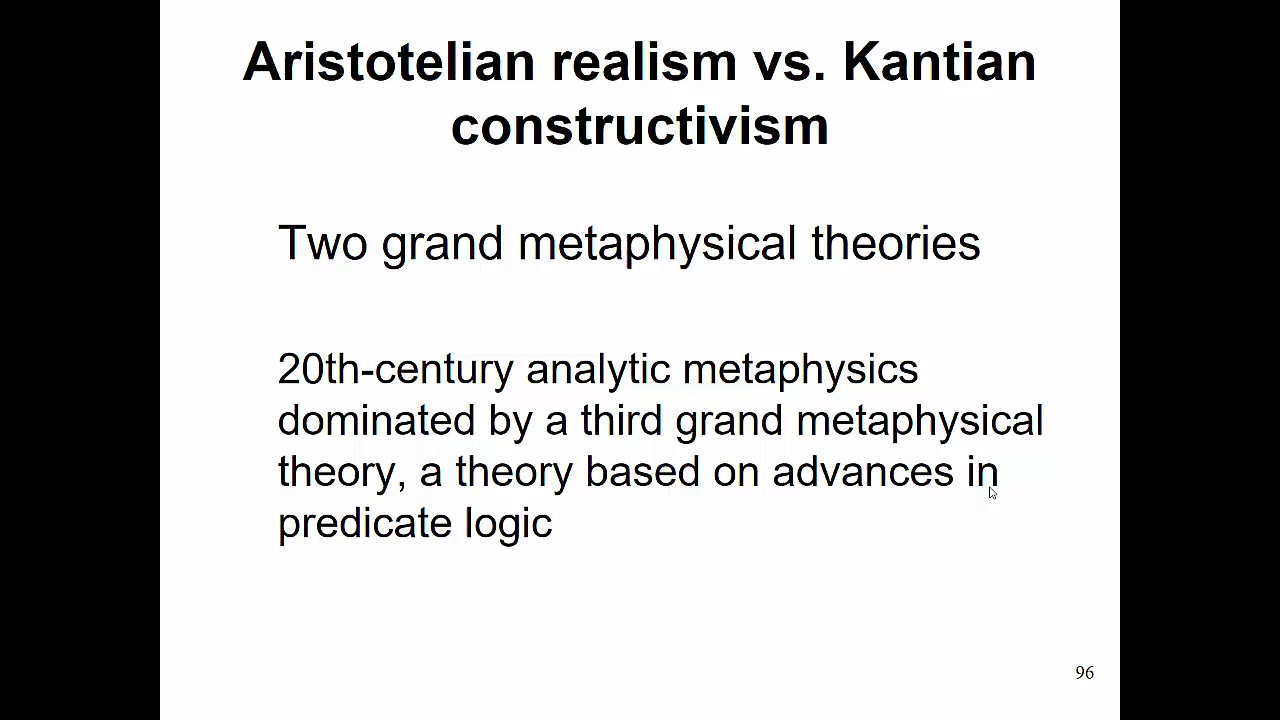 Aristotelian realism vs. Kantian
constructivism
Two grand metaphysical theories
20th-century analytic metaphysics
dominated by a third grand metaphysical
theory, a theory based on advances in
predicate logic
96